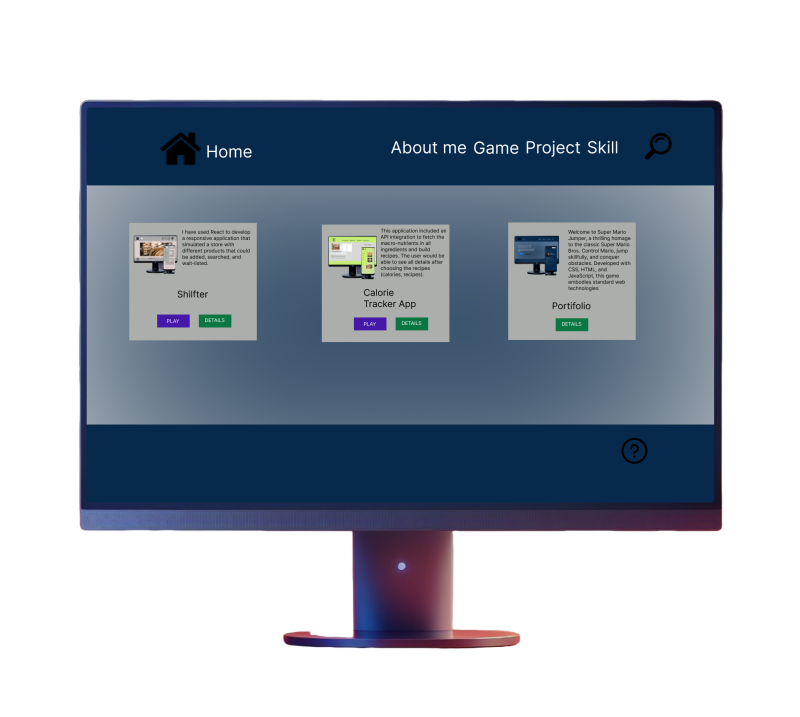 Home
About me Game Project Skill
I have used React to develop
a responsive application that
simulated a store with
different products that could
be added, searched, and
wait-listed.
Shilfter
PLAY DETAILS
This application included an
API integration to fetch the
macro-nutrients in all
ingredients and build
recipes. The user would be
able to see all details after
choosing the recipes
(calories, recipes).
Calorie
Tracker App
PLAY DETAILS
Welcome to Super Mario
Jumper, a thrilling homage
to the classic Super Mario
Bros. Control Mario, jump
skillfully, and conquer
obstacles. Developed with
CSS, HTML, and
JavaScript, this game
embodies standard web
technologies
Portifolio
DETAILS
?